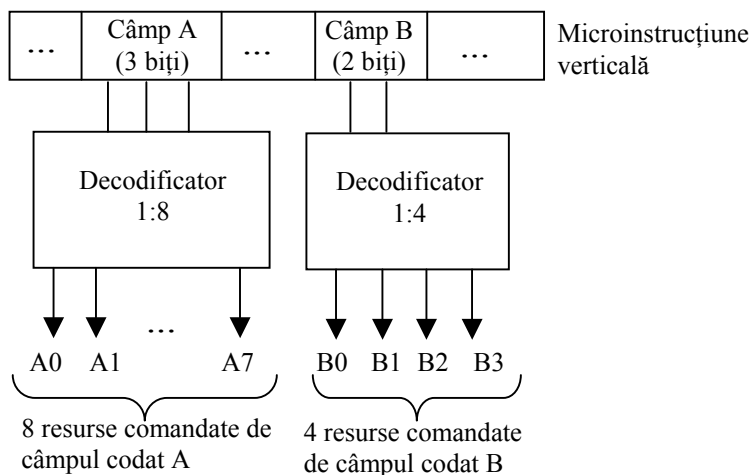 ... Câmp A ... Câmp B ... Microinstrucțiune
(3 biți) (2 biți) verticală
Decodificator Decodificator
1:8 1:4
...
A0 A1 A7 B0 B1 B2 B3
8 resurse comandate de 4 resurse comandate
câmpul codat A de câmpul codat B